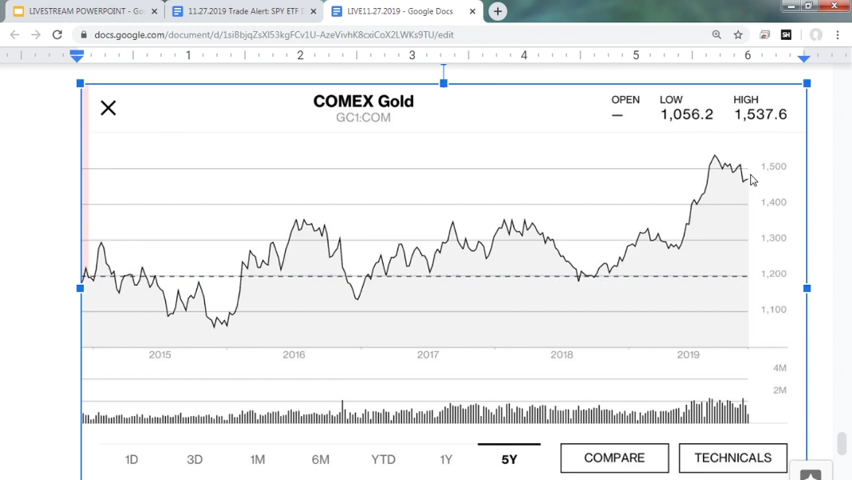 LIVESTREAM POWERPOINT - Go
11.27.2019 Trade Alert: SPY ETF
LIVE11.27.2019 - Google Docs
docs.google.com/document/d/1siBbjqZsXI53kgFV1U-AzeVivhK8cxiCoX2LWKs9TU/edit
1 2 3 4 5 6
COMEX Gold
GC1:COM
OPEN LOW HIGH
— 1,056.2 1,537.6
1,500
1,400
1,300
1,200
1,100
2015 2016 2017 2018 2019
4M
2M
1D 3D 1M 6M YTD 1Y 5Y COMPARE TECHNICALS